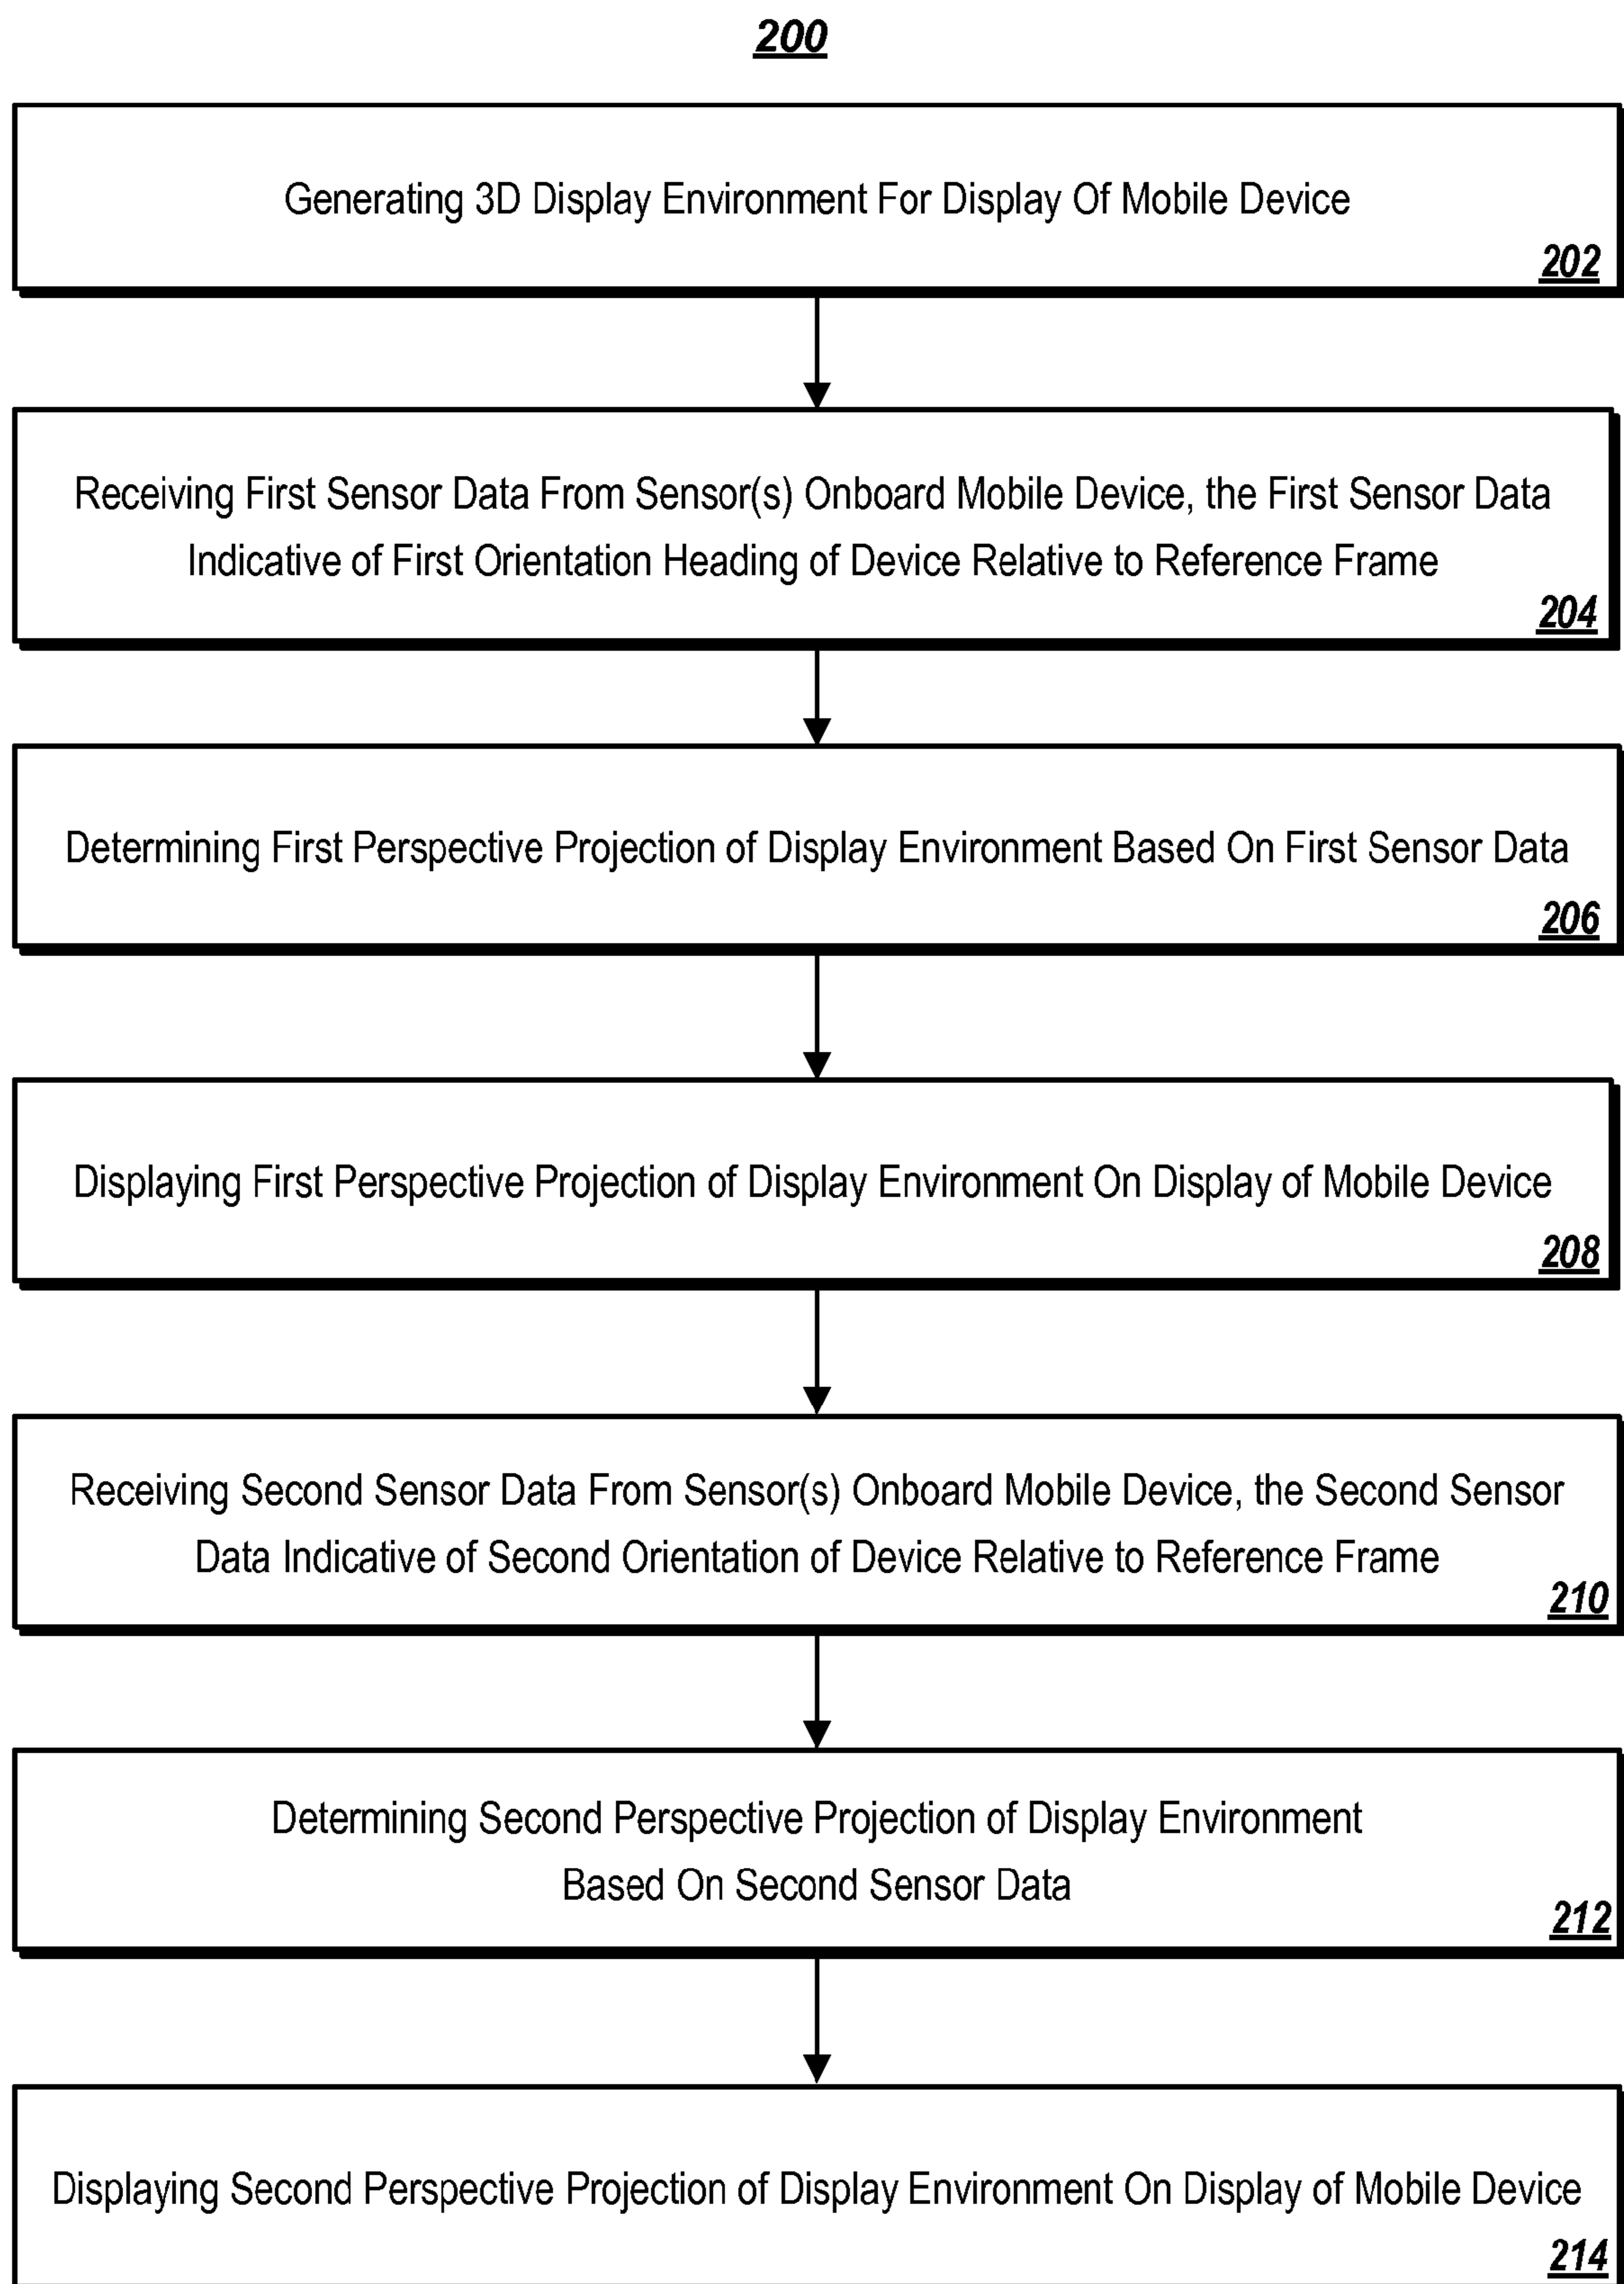 200
Generating 3D Display Environment For Display Of Mobile Device
202
Receiving First Sensor Data From Sensor(s) Onboard Mobile Device, the First Sensor Data
Indicative of First Orientation Heading of Device Relative to Reference Frame
204
Determining First Perspective Projection of Display Environment Based On First Sensor Data
206
Displaying First Perspective Projection of Display Environment On Display of Mobile Device
208
Receiving Second Sensor Data From Sensor(s) Onboard Mobile Device, the Second Sensor
Data Indicative of Second Orientation of Device Relative to Reference Frame
210
Determining Second Perspective Projection of Display Environment
Based On Second Sensor Data
212
Displaying Second Perspective Projection of Display Environment On Display of Mobile Device
214